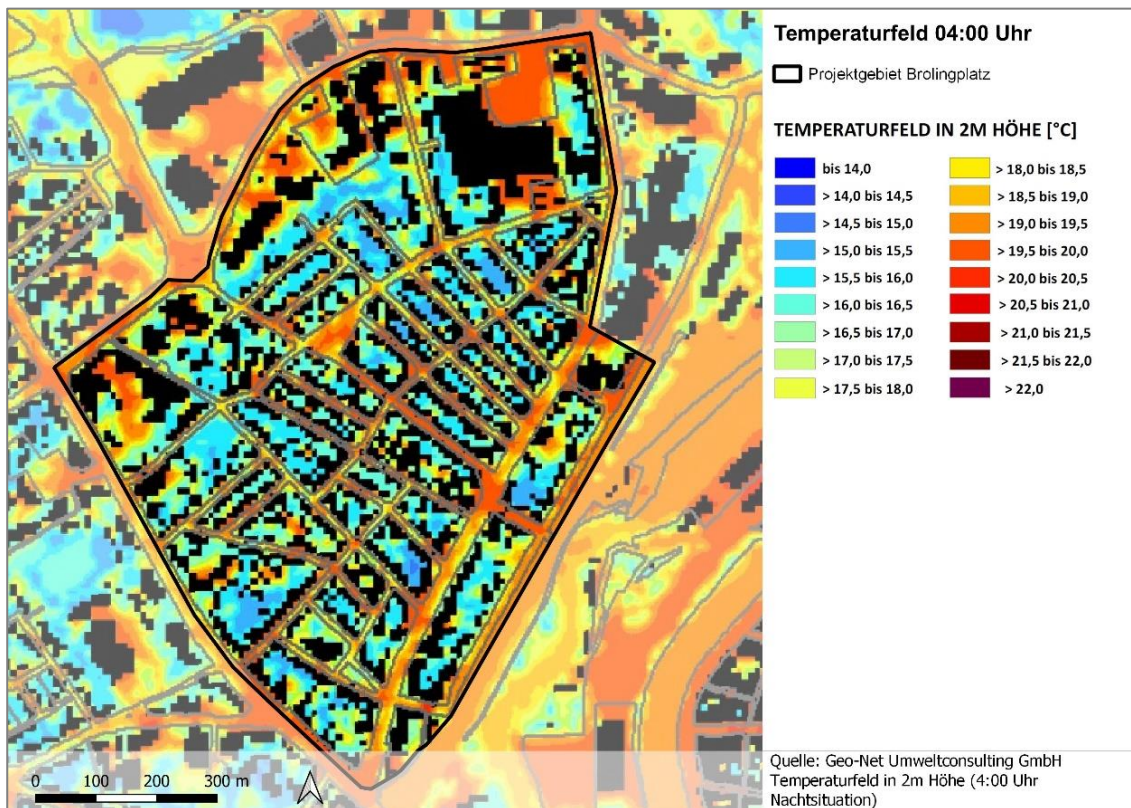 Temperaturfeld 04:00 Uhr
Projektgebiet Brolingplatz
TEMPERATURFELD IN 2M HÖHE [°C]
bis 14,0
> 14,0 bis 14,5
> 14,5 bis 15,0
> 15,0 bis 15,5
> 15,5 bis 16,0
> 16,0 bis 16,5
> 16,5 bis 17,0
> 17,0 bis 17,5
> 17,5 bis 18,0
> 18,0 bis 18,5
> 18,5 bis 19,0
> 19,0 bis 19,5
> 19,5 bis 20,0
> 20,0 bis 20,5
> 20,5 bis 21,0
> 21,0 bis 21,5
> 21,5 bis 22,0
> 22,0
0 100 200 300 m
Quelle: Geo-Net Umweltconsulting GmbH
Temperaturfeld in 2m Höhe (4:00 Uhr
Nachtsituation)